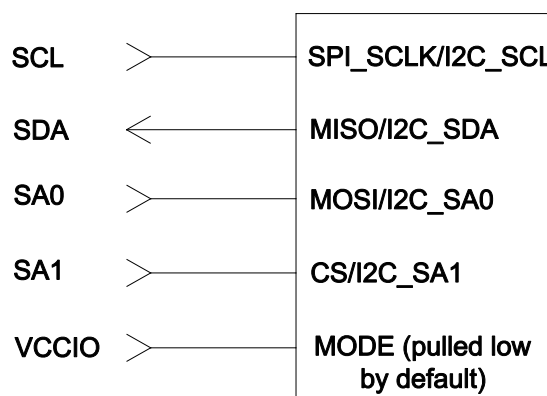 SCL SPI_SCLK/I2C_SCL
SDA MISO/I2C_SDA
SA0 MOSI/I2C_SA0
SA1 CS/I2C_SA1
VCCIO MODE (pulled low
by default)